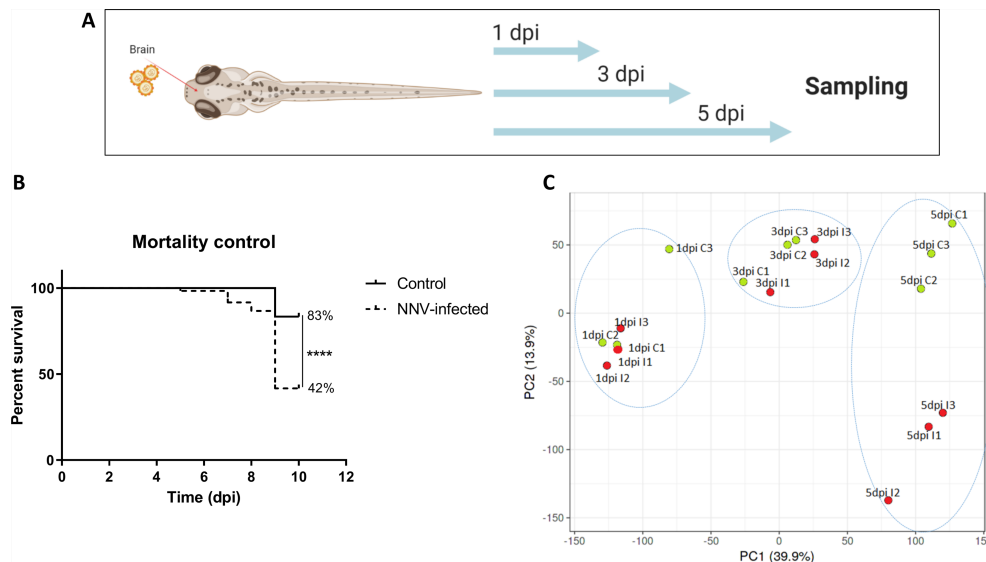 A
Brain
1 dpi
3 dpi
5 dpi
Sampling
B
Mortality control
Percent survival
100
50
0
0 2 4 6 8 10 12
Time (dpi)
Control
NNV-infected
83%
****
42%
C
PC2 (13.9%)
50
0
-50
-100
-150
-150 -100 -50 0 50 100 150
PC1 (39.9%)
1dpi C3
1dpi I3
1dpi C2
1dpi C1
1dpi I1
1dpi I2
3dpi C3
3dpi I3
3dpi C2
3dpi I2
3dpi C1
3dpi I1
5dpi C1
5dpi C3
5dpi C2
5dpi I3
5dpi I1
5dpi I2